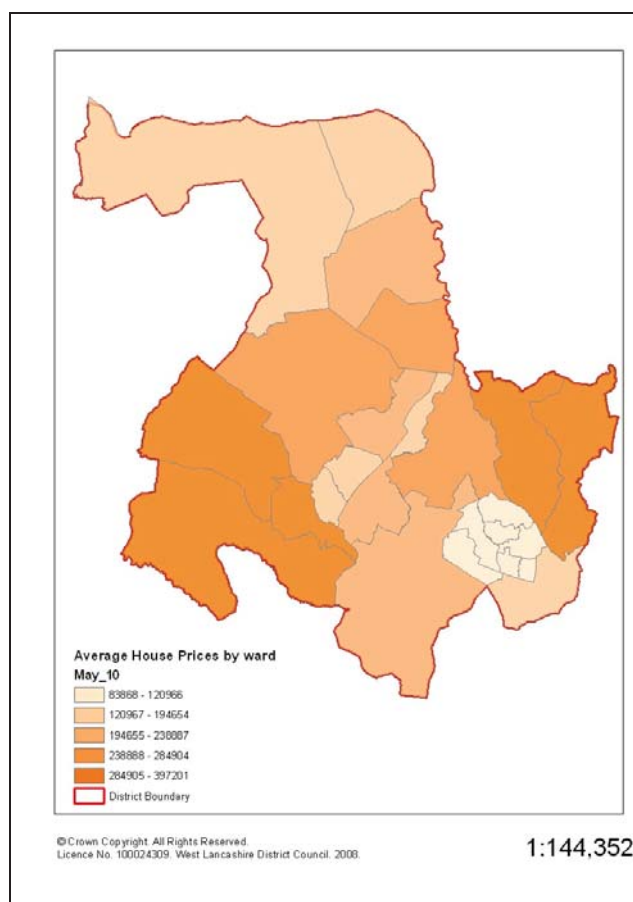 Average House Prices by ward
May_10
83868 - 120966
120967 - 194654
194655 - 238887
238888 - 284904
284905 - 397201
District Boundary
© Crown Copyright. All Rights Reserved.
Licence No. 100024309. West Lancashire District Council. 2008.
1:144,352